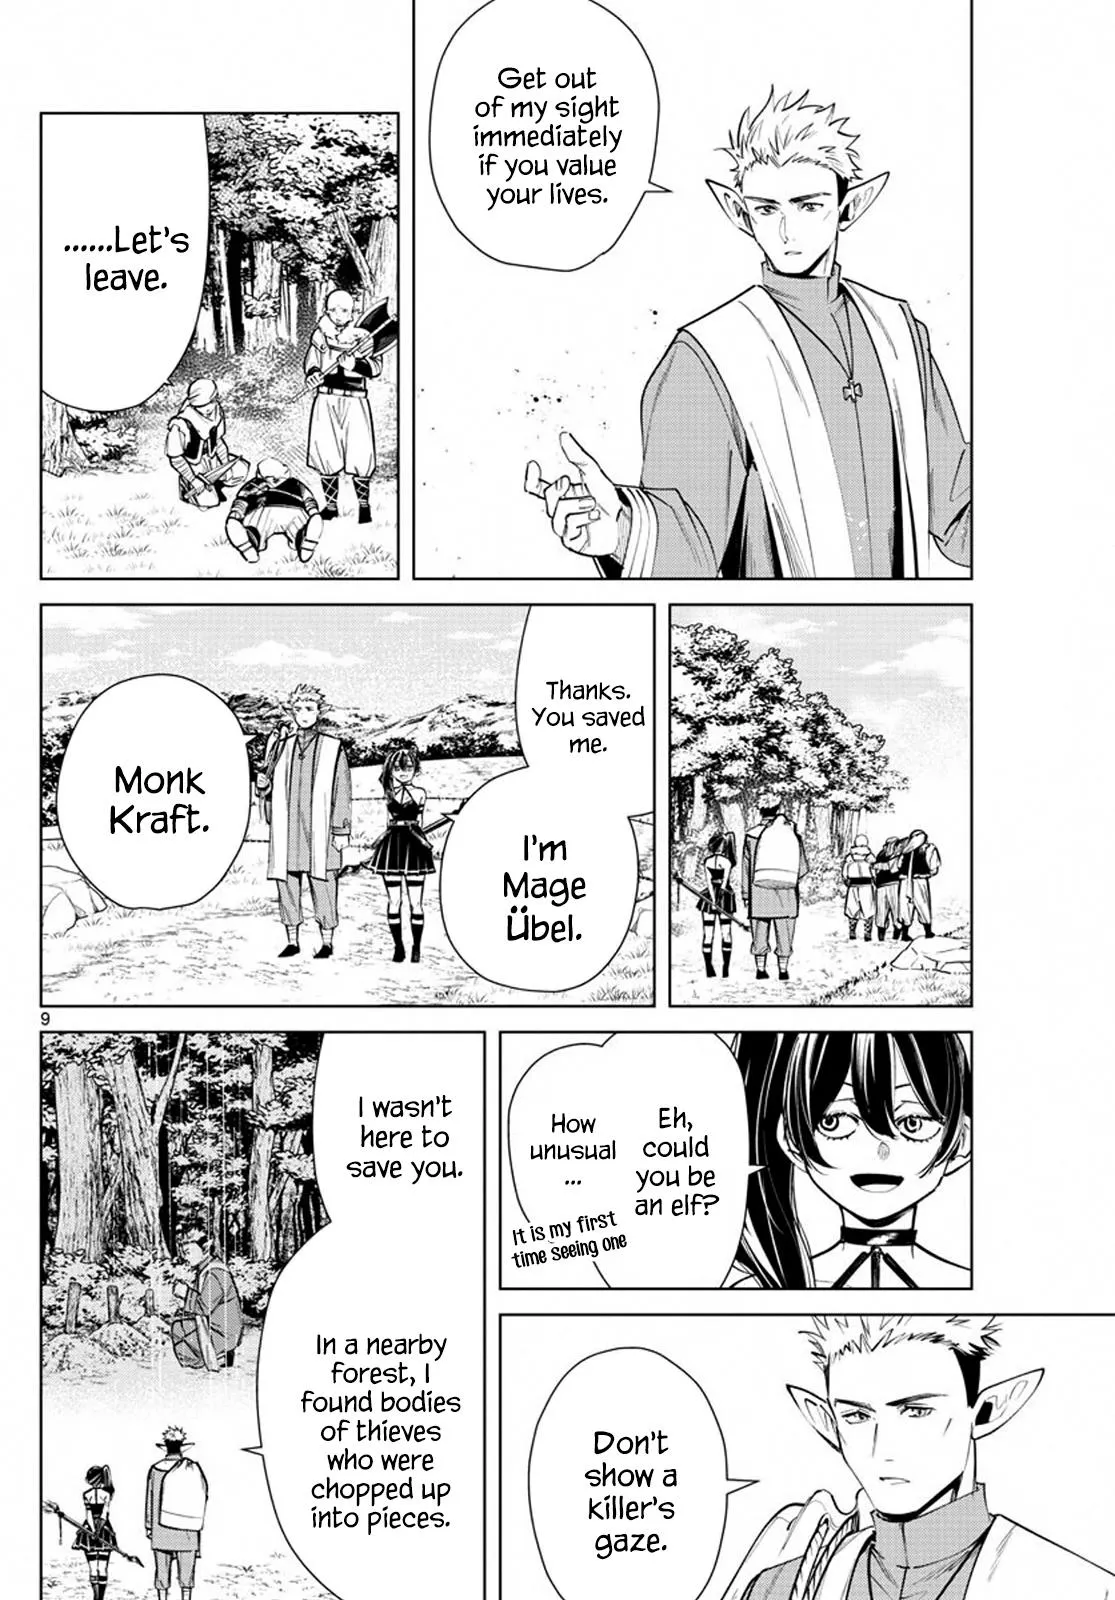 Get out
of my sight
immediately
if you value
your lives.
......Let's
leave.
Thanks.
You saved
me.
I'm
Mage
Übel.
Monk
Kraft.
9
Eh,
could
you be
an elf?
How
unusual
...
It is my first
time seeing one
Don't
show a
killer's
gaze.
I wasn't
here to
save you.
In a nearby
forest, I
found bodies
of thieves
who were
chopped up
into pieces.